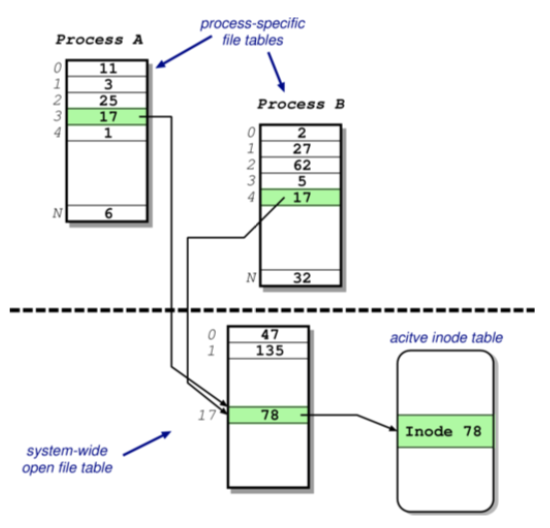 process-specific
file tables
Process A
0 11
1 3
2 25
3 17
4 1
N 6
Process B
0 2
1 27
2 62
3 5
4 17
N 32
0 47
1 135
17 78
system-wide
open file table
acitve inode table
Inode 78